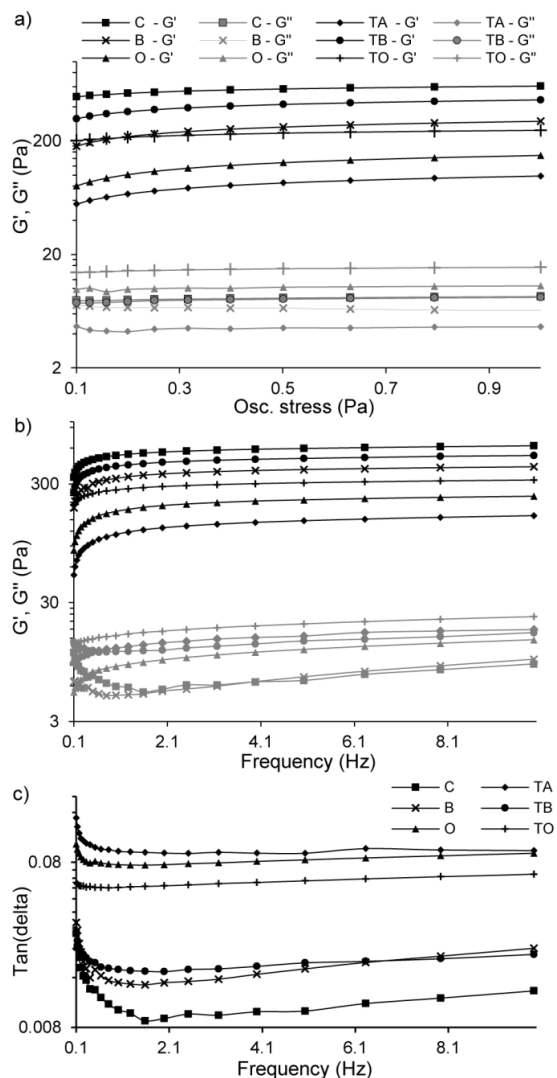 a)
C - G' C - G'' TA - G' TA - G''
B - G' B - G'' TB - G' TB - G''
O - G' O - G'' TO - G' TO - G''
G', G'' (Pa)
200
20
2
0.1 0.3 0.5 0.7 0.9
Osc. stress (Pa)
b)
G', G'' (Pa)
300
30
3
0.1 2.1 4.1 6.1 8.1
Frequency (Hz)
c)
C TA
B TB
O TO
Tan(delta)
0.08
0.008
0.1 2.1 4.1 6.1 8.1
Frequency (Hz)